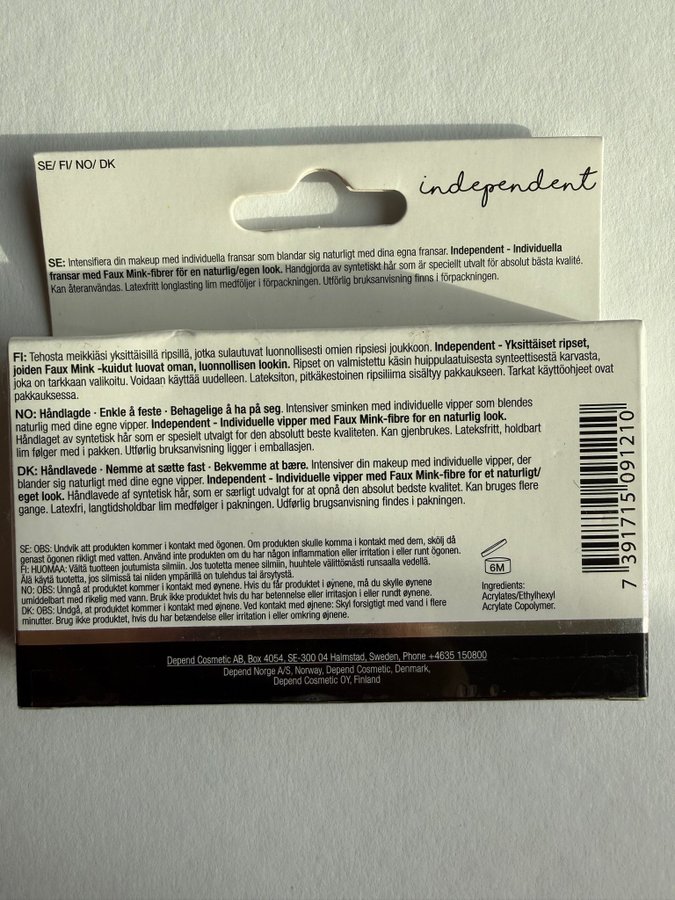 SE/ FI/ NO/ DK
independent
SE: Intensifiera din makeup med individuella fransar som blandar sig naturligt med dina egna fransar. Independent - Individuella
fransar med Faux Mink-fibrer för en naturlig/egen look. Handgjorda av syntetiskt hår som är speciellt utvalt för absolut bästa kvalité.
Kan återanvändas. Latexfritt longlasting lim medföljer i förpackningen. Utförlig bruksanvisning finns i förpackningen.
FI: Tehosta meikkiäsi yksittäisillä ripsillä, jotka sulautuvat luonnollisesti omien ripsiesi joukkoon. Independent - Yksittäiset ripset,
joiden Faux Mink -kuidut luovat oman, luonnollisen lookin. Ripset on valmistettu käsin huippulaatuisesta synteettisestä karvasta,
joka on tarkkaan valikoitu. Voidaan käyttää uudelleen. Lateksiton, pitkäkestoinen ripsiliima sisältyy pakkaukseen. Tarkat käyttöohjeet ovat
pakkauksessa.
NO: Håndlagde · Enkle å feste · Behagelige å ha på seg. Intensiver sminken med individuelle vipper som blendes
naturlig med dine egne vipper. Independent - Individuelle vipper med Faux Mink-fibre for en naturlig look.
Håndlaget av syntetisk hår som er spesielt utvalgt for den absolutt beste kvaliteten. Kan gjenbrukes. Lateksfritt, holdbart
lim følger med i pakken. Utførlig bruksanvisning ligger i emballasjen.
DK: Håndlavede · Nemme at sætte fast · Bekvemme at bære. Intensiver din makeup med individuelle vipper, der
blander sig naturligt med dine egne vipper. Independent - Individuelle vipper med Faux Mink-fibre for et naturligt/
eget look. Håndlavede af syntetisk hår, som er særligt udvalgt for at opnå den absolut bedste kvalitet. Kan bruges flere
gange. Latexfri, langtidsholdbar lim medfølger i pakningen. Udførlig brugsanvisning findes i pakningen.
SE: OBS: Undvik att produkten kommer i kontakt med ögonen. Om produkten skulle komma i kontakt med dem, skölj då
genast ögonen rikligt med vatten. Använd inte produkten om du har någon inflammation eller irritation i eller runt ögonen.
FI: HUOMAA: Vältä tuotteen joutumista silmiin. Jos tuotetta menee silmiin, huuhtele välittömästi runsaalla vedellä.
Älä käytä tuotetta, jos silmissä tai niiden ympärillä on tulehdus tai ärsytystä.
NO: OBS: Unngå at produktet kommer i kontakt med øynene. Hvis du får produktet i øynene, må du skylle øynene
umiddelbart med rikelig med vann. Bruk ikke produktet hvis du har betennelse eller irritasjon i eller rundt øynene.
DK: OBS: Undgå, at produktet kommer i kontakt med øjnene. Ved kontakt med øjnene: Skyl forsigtigt med vand i flere
minutter. Brug ikke produktet, hvis du har betændelse eller irritation i eller omkring øjnene.
6M
Ingredients:
Acrylates/Ethylhexyl
Acrylate Copolymer.
7 391715 091210
Depend Cosmetic AB, Box 4054, SE-300 04 Halmstad, Sweden, Phone +4635 150800
Depend Norge A/S, Norway, Depend Cosmetic, Denmark,
Depend Cosmetic OY, Finland